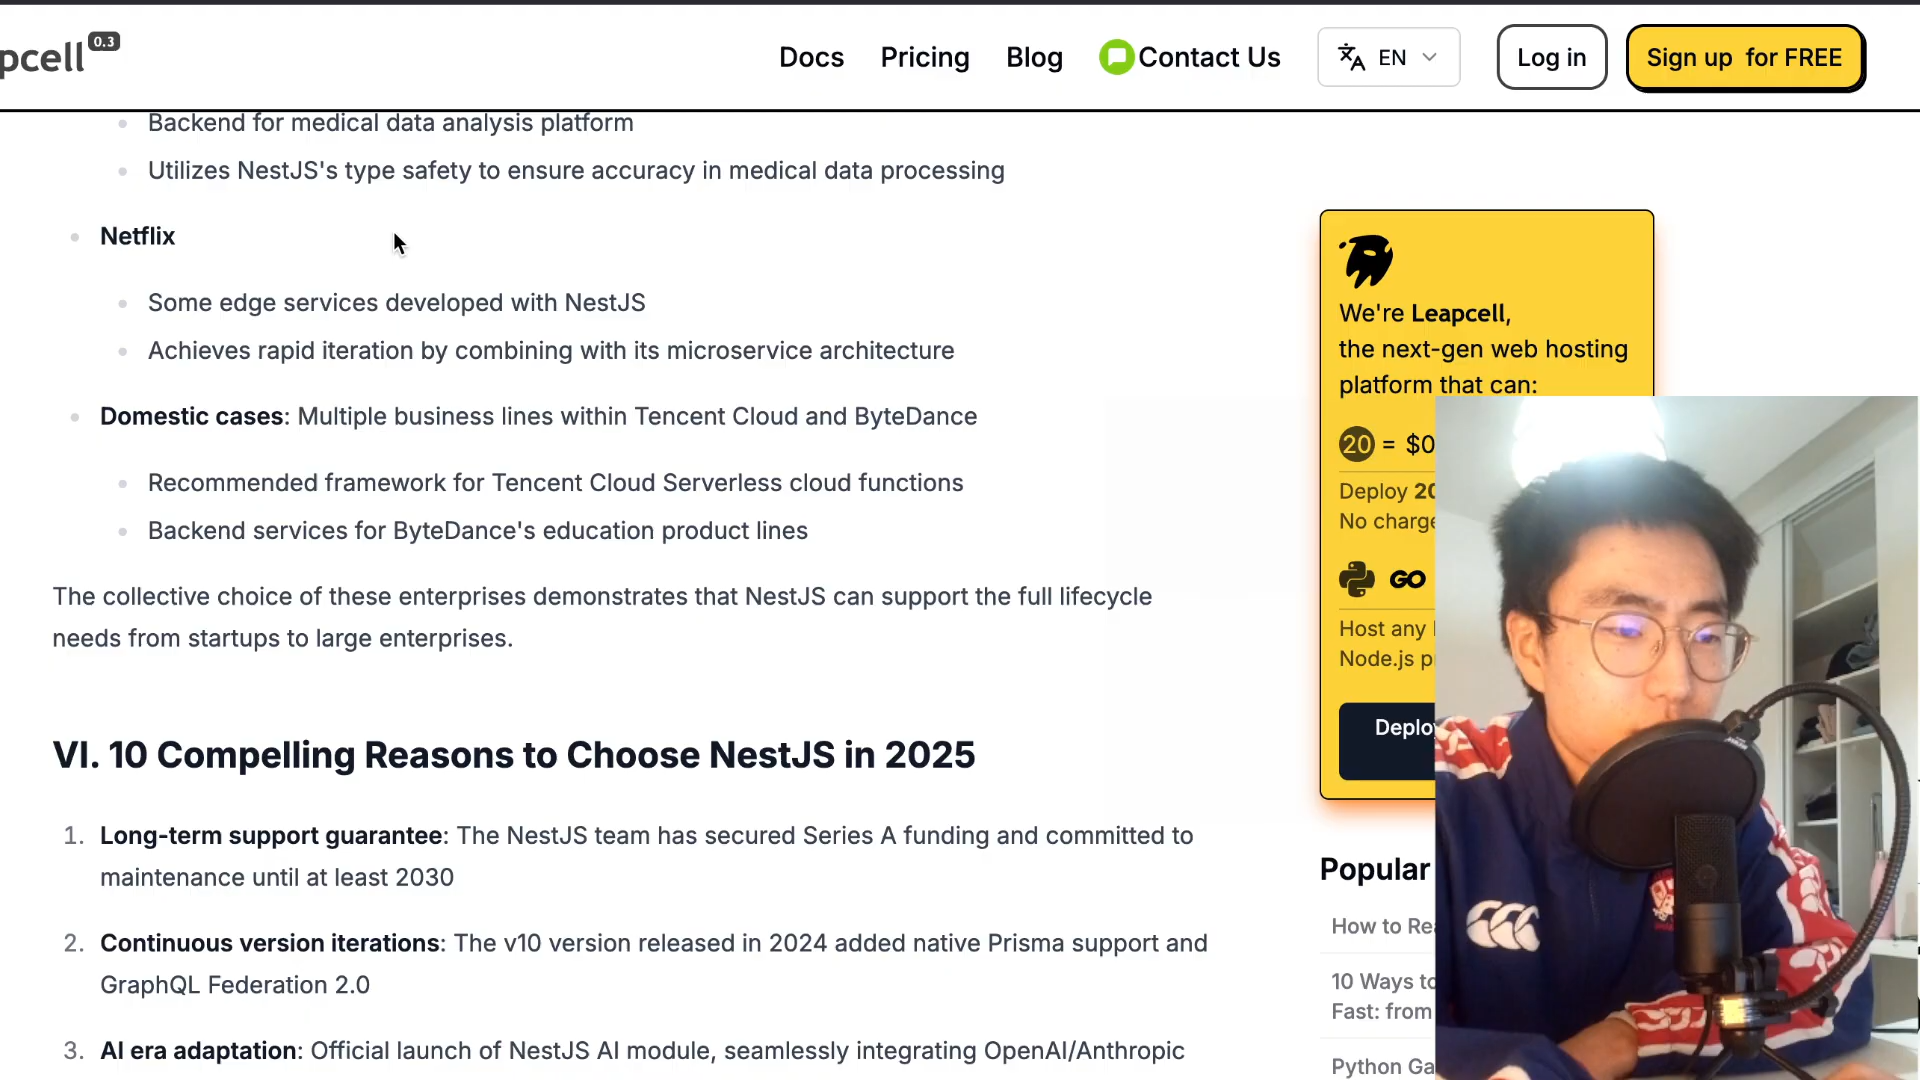 pcell 0.3
Docs Pricing Blog Contact Us EN Log in Sign up for FREE
Backend for medical data analysis platform
Utilizes NestJS's type safety to ensure accuracy in medical data processing
Netflix
Some edge services developed with NestJS
Achieves rapid iteration by combining with its microservice architecture
Domestic cases: Multiple business lines within Tencent Cloud and ByteDance
Recommended framework for Tencent Cloud Serverless cloud functions
Backend services for ByteDance's education product lines
The collective choice of these enterprises demonstrates that NestJS can support the full lifecycle
needs from startups to large enterprises.
VI. 10 Compelling Reasons to Choose NestJS in 2025
1. Long-term support guarantee: The NestJS team has secured Series A funding and committed to
maintenance until at least 2030
2. Continuous version iterations: The v10 version released in 2024 added native Prisma support and
GraphQL Federation 2.0
3. AI era adaptation: Official launch of NestJS AI module, seamlessly integrating OpenAI/Anthropic
We're Leapcell,
the next-gen web hosting
platform that can:
20 = $0
Deploy 20
No charge
GO
Host any
Node.js p
Deploy
Popular
How to Re
10 Ways to
Fast: from
Python Ga